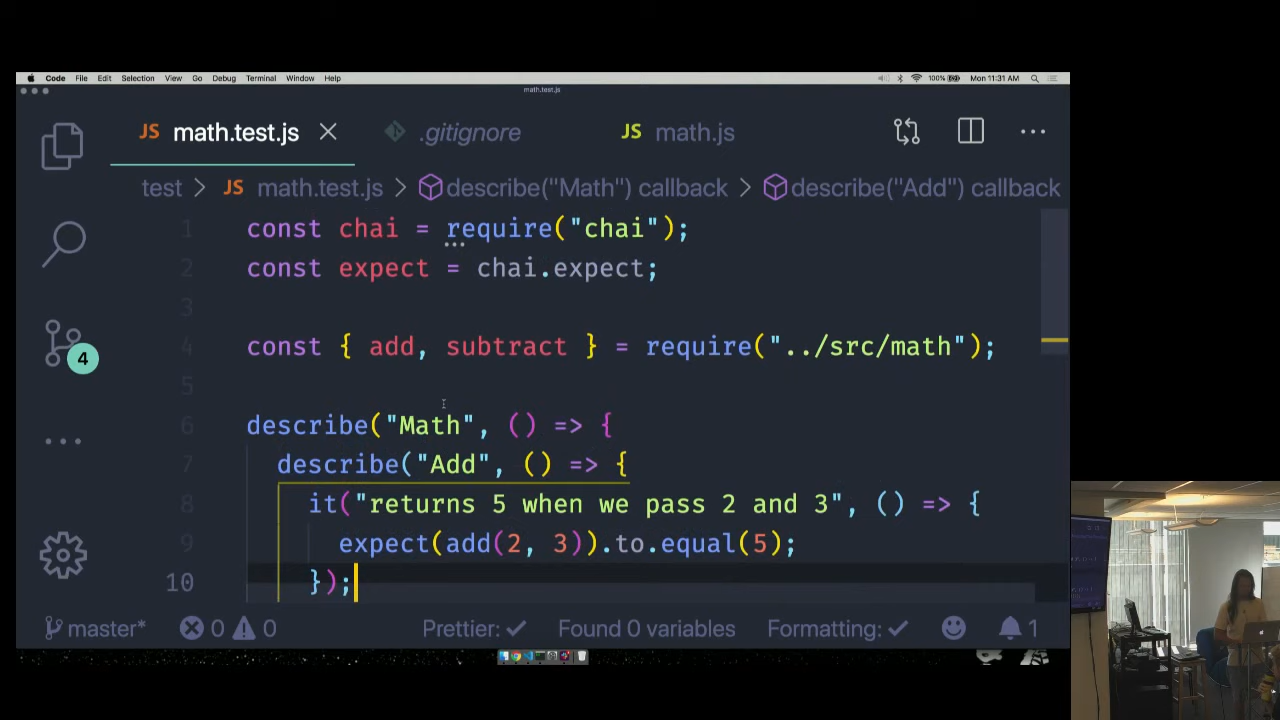 Code File Edit Selection View Go Debug Terminal Window Help 100% Mon 11:31 AM
math.test.js
JS math.test.js .gitignore JS math.js
test > JS math.test.js > describe("Math") callback > describe("Add") callback
1 const chai = require("chai");
2 const expect = chai.expect;
3
4 const { add, subtract } = require("../src/math");
5
6 describe("Math", () => {
7 describe("Add", () => {
8 it("returns 5 when we pass 2 and 3", () => {
9 expect(add(2, 3)).to.equal(5);
10 });
4
master* 0 0 Prettier: Found 0 variables Formatting: 1